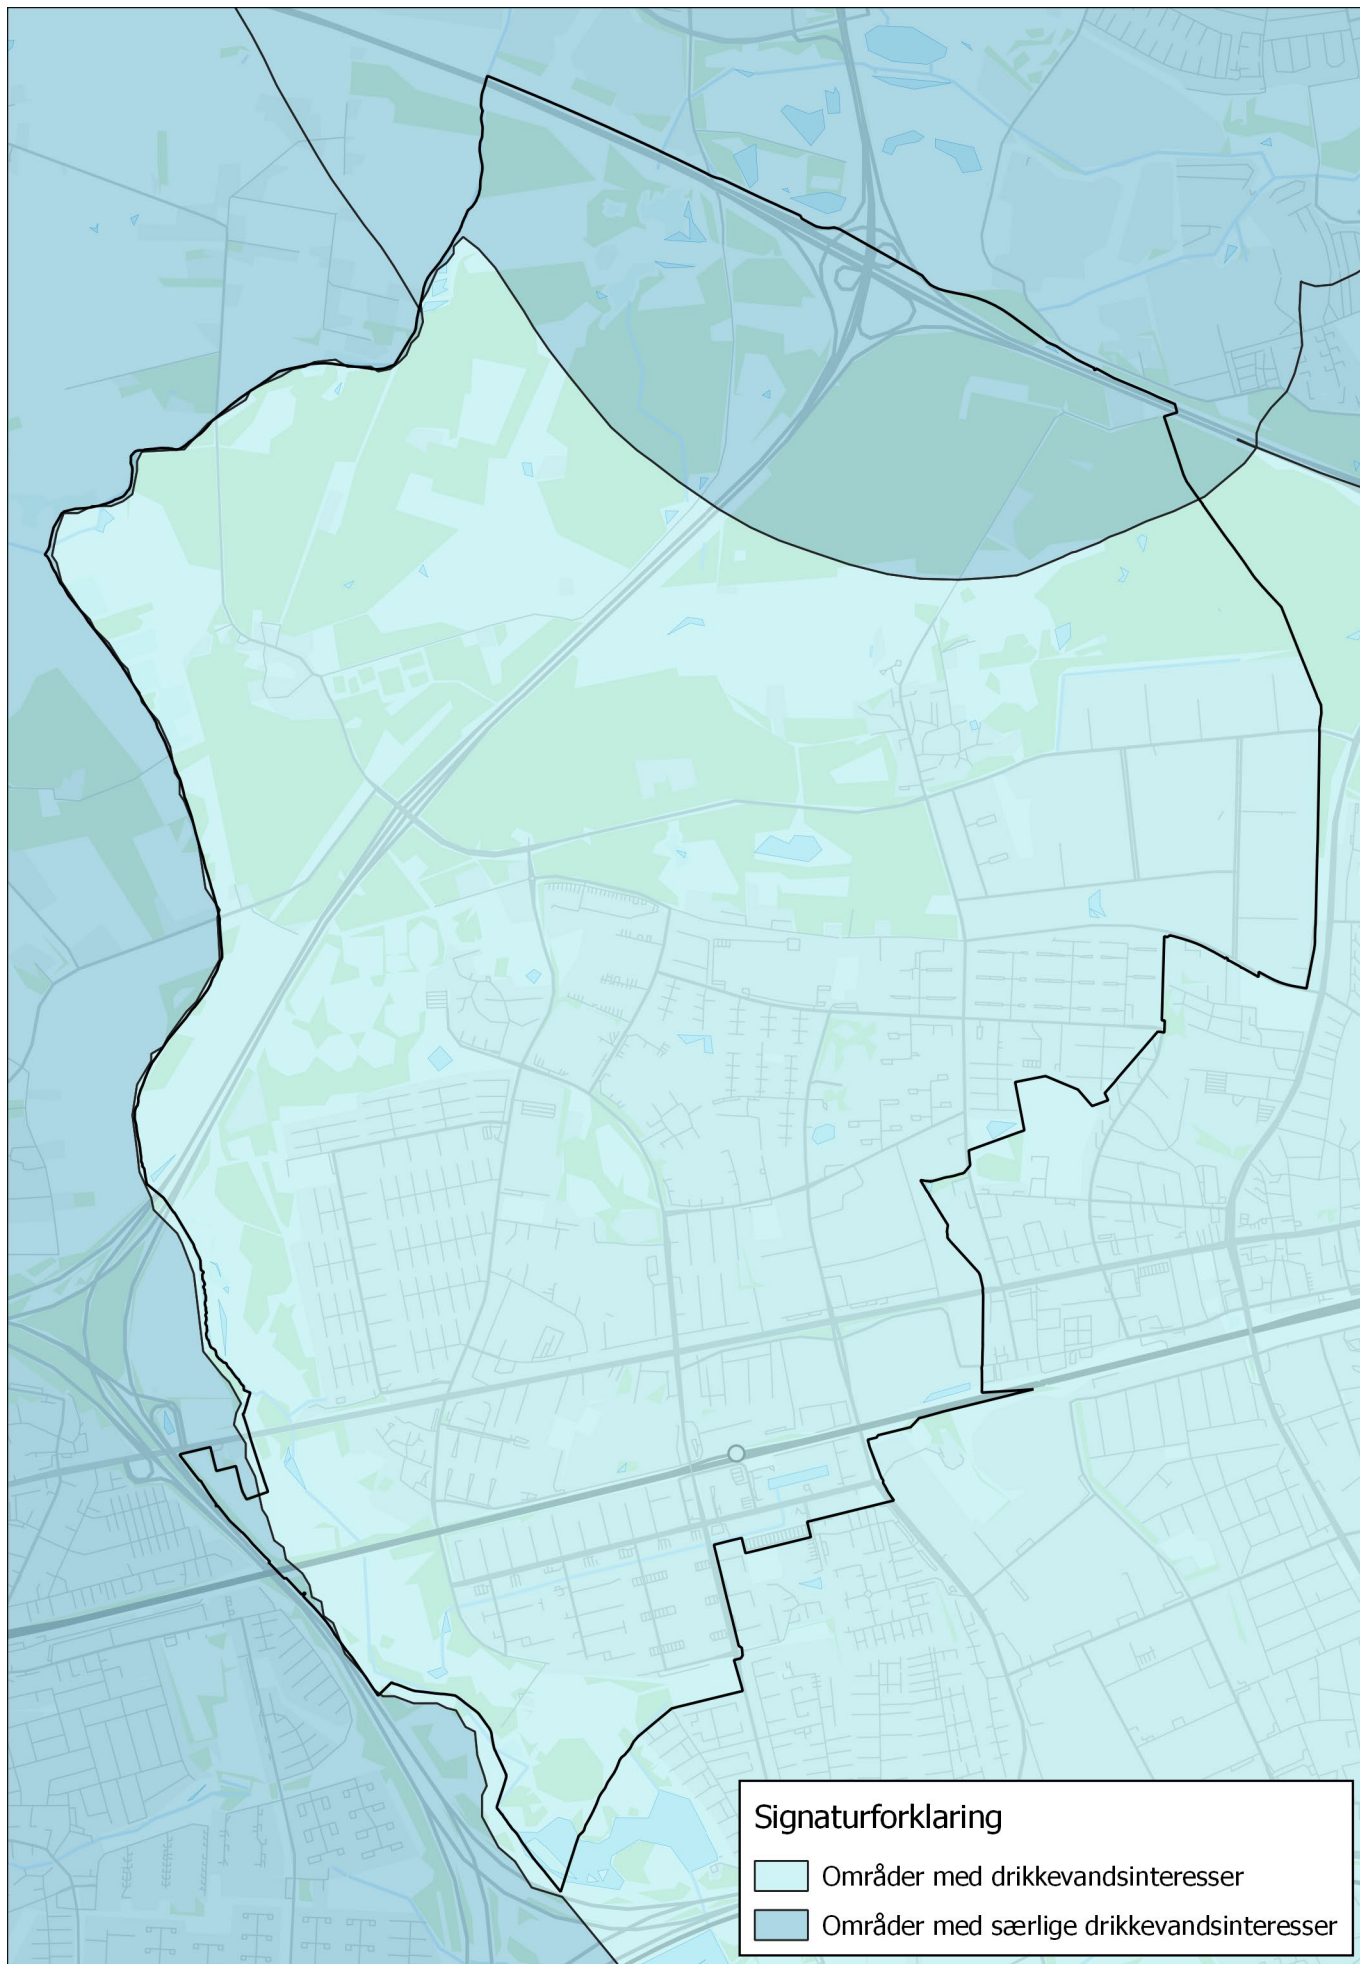 Signaturforklaring
Områder med drikkevandsinteresser
Områder med særlige drikkevandsinteresser